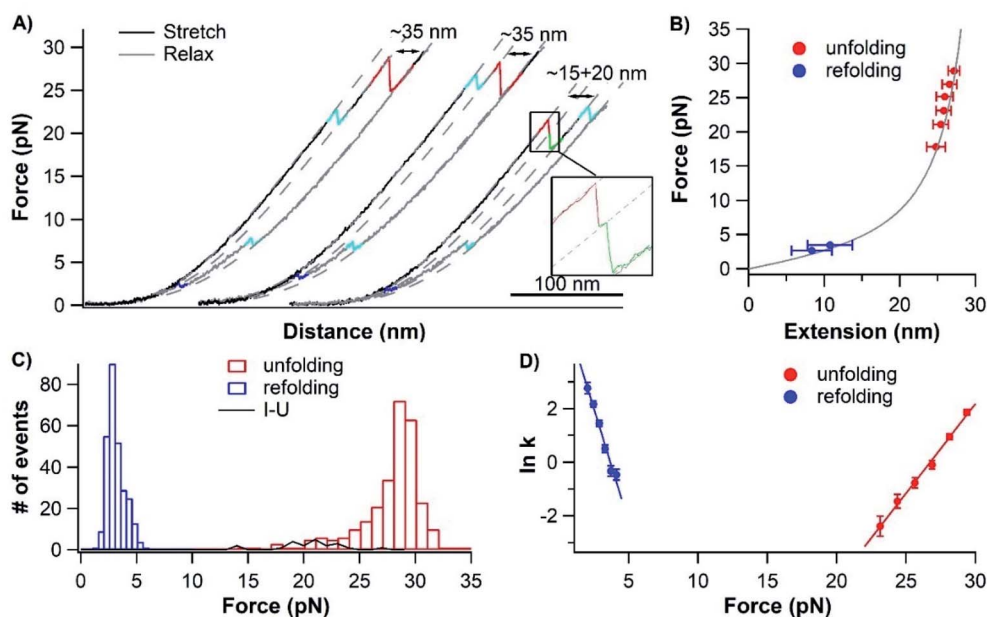 A)
Stretch
Relax
~35 nm
~35 nm
~15+20 nm
30
25
20
15
10
5
0
Force (pN)
100 nm
Distance (nm)
B)
unfolding
refolding
35
30
25
20
15
10
5
0
Force (pN)
0
10
20
30
Extension (nm)
C)
unfolding
refolding
I-U
80
60
40
20
0
# of events
0
5
10
15
20
25
30
35
Force (pN)
D)
unfolding
refolding
2
0
-2
ln k
5
10
15
20
25
30
Force (pN)